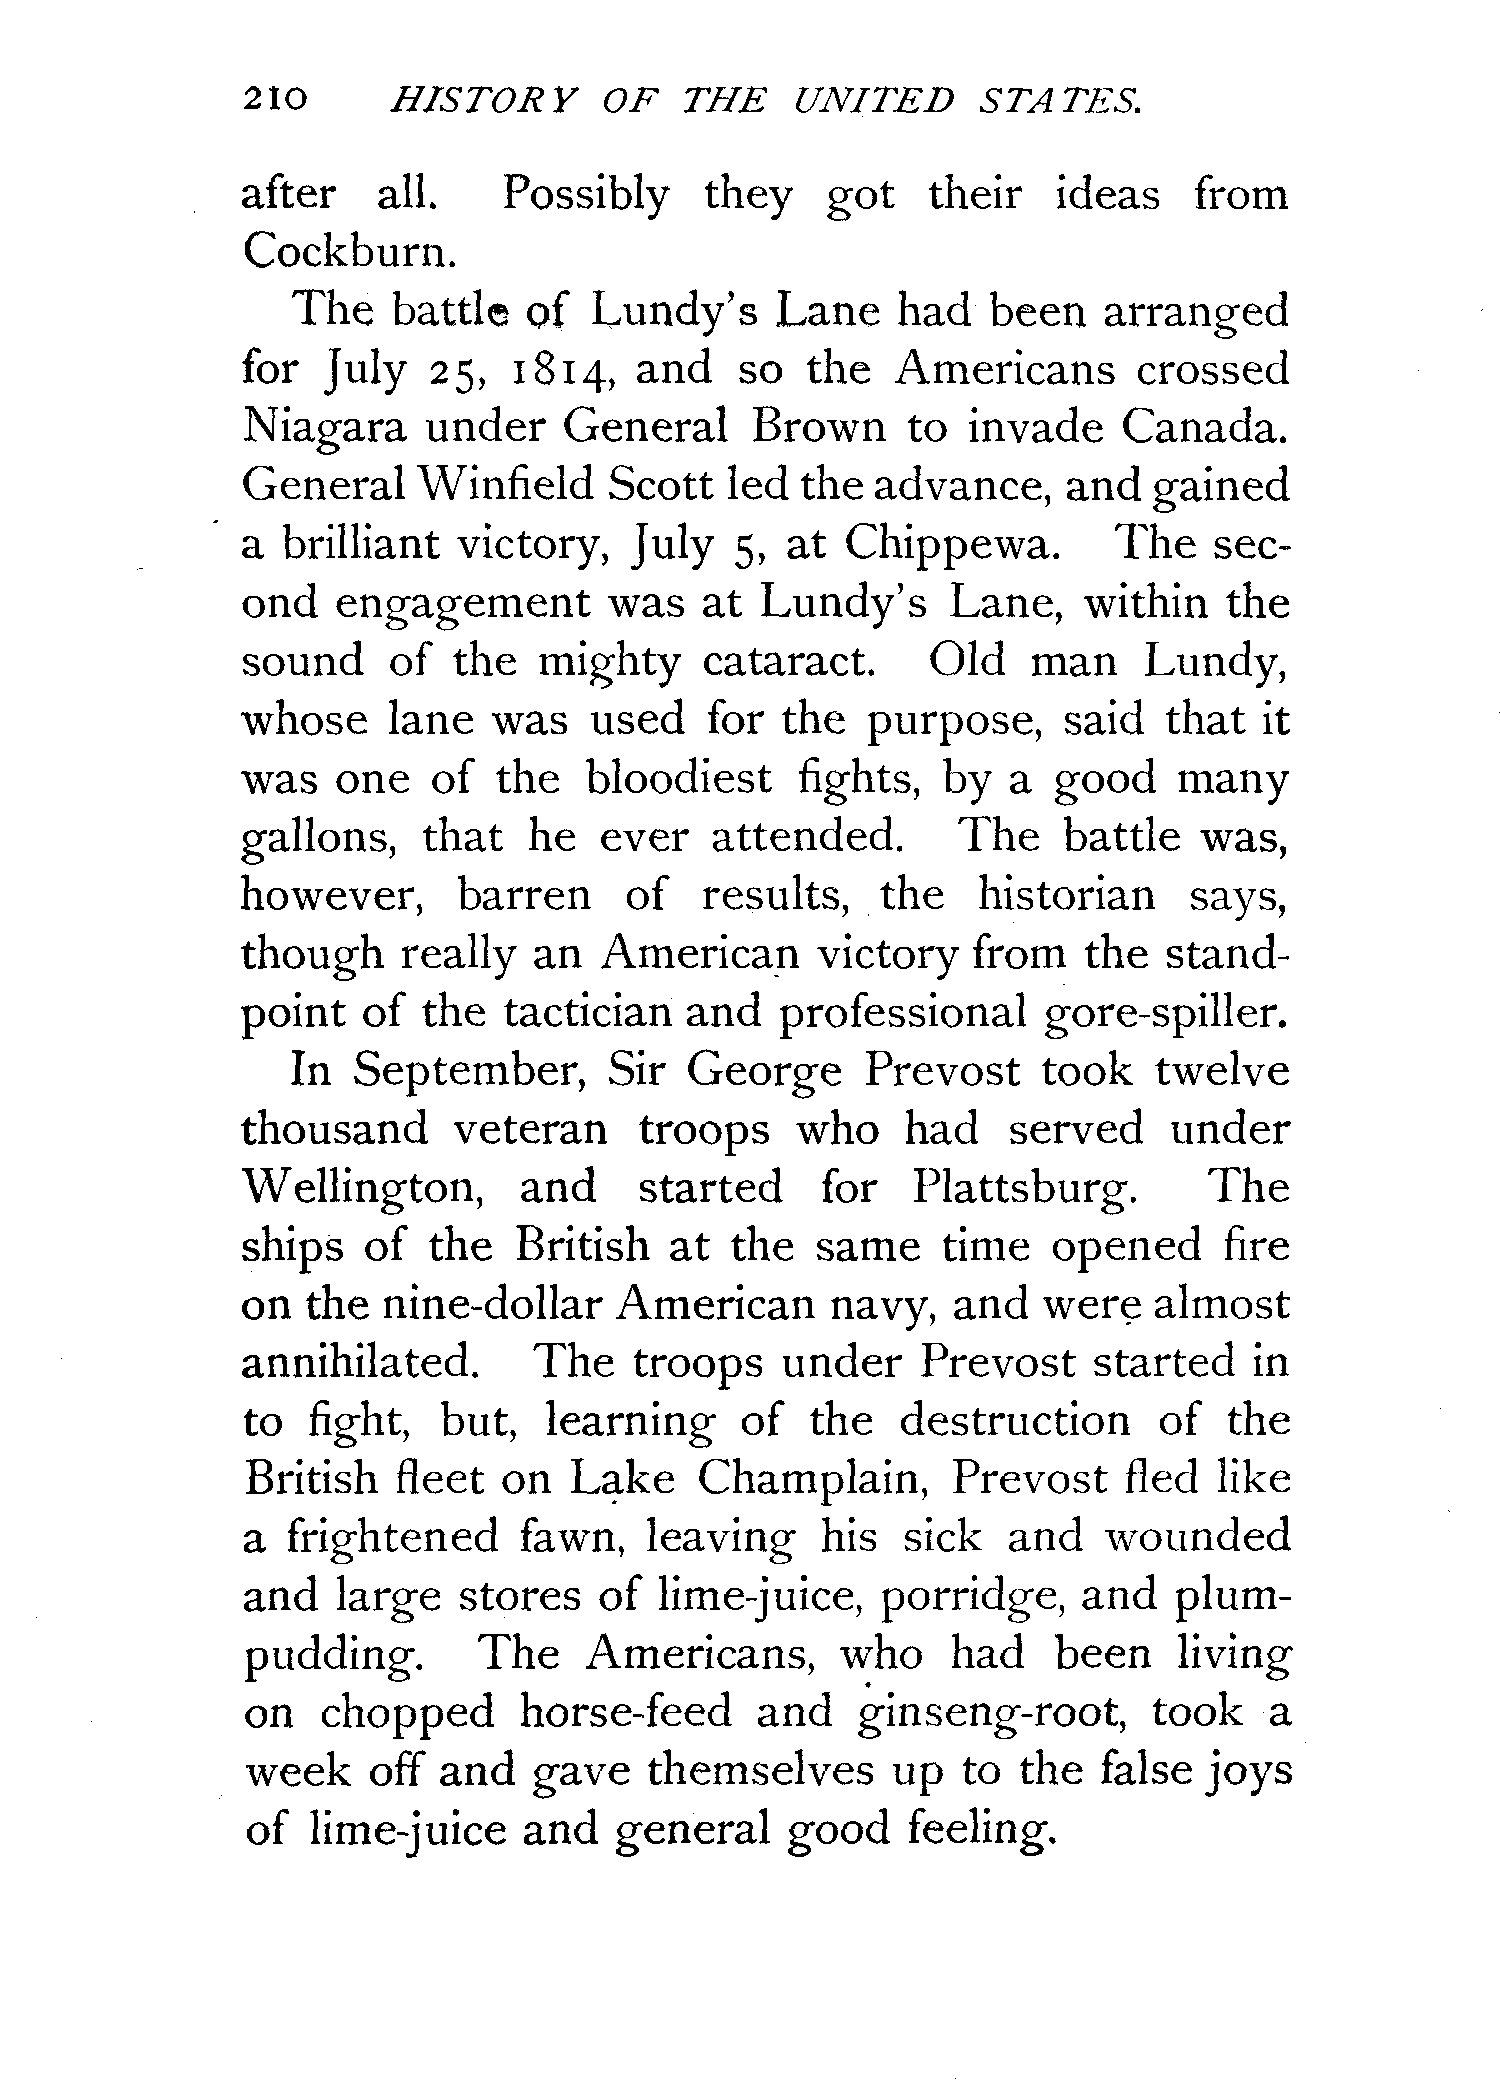 210 HISTORY OF THE UNITED STATES.
after all. Possibly they got their ideas from
Cockburn.
The battle of Lundy's Lane had been arranged
for July 25, 1814, and so the Americans crossed
Niagara under General Brown to invade Canada.
General Winfield Scott led the advance, and gained
a brilliant victory, July 5, at Chippewa. The sec-
ond engagement was at Lundy's Lane, within the
sound of the mighty cataract. Old man Lundy,
whose lane was used for the purpose, said that it
was one of the bloodiest fights, by a good many
gallons, that he ever attended. The battle was,
however, barren of results, the historian says,
though really an American victory from the stand-
point of the tactician and professional gore-spiller.
In September, Sir George Prevost took twelve
thousand veteran troops who had served under
Wellington, and started for Plattsburg. The
ships of the British at the same time opened fire
on the nine-dollar American navy, and were almost
annihilated. The troops under Prevost started in
to fight, but, learning of the destruction of the
British fleet on Lake Champlain, Prevost fled like
a frightened fawn, leaving his sick and wounded
and large stores of lime-juice, porridge, and plum-
pudding. The Americans, who had been living
on chopped horse-feed and ginseng-root, took a
week off and gave themselves up to the false joys
of lime-juice and general good feeling.